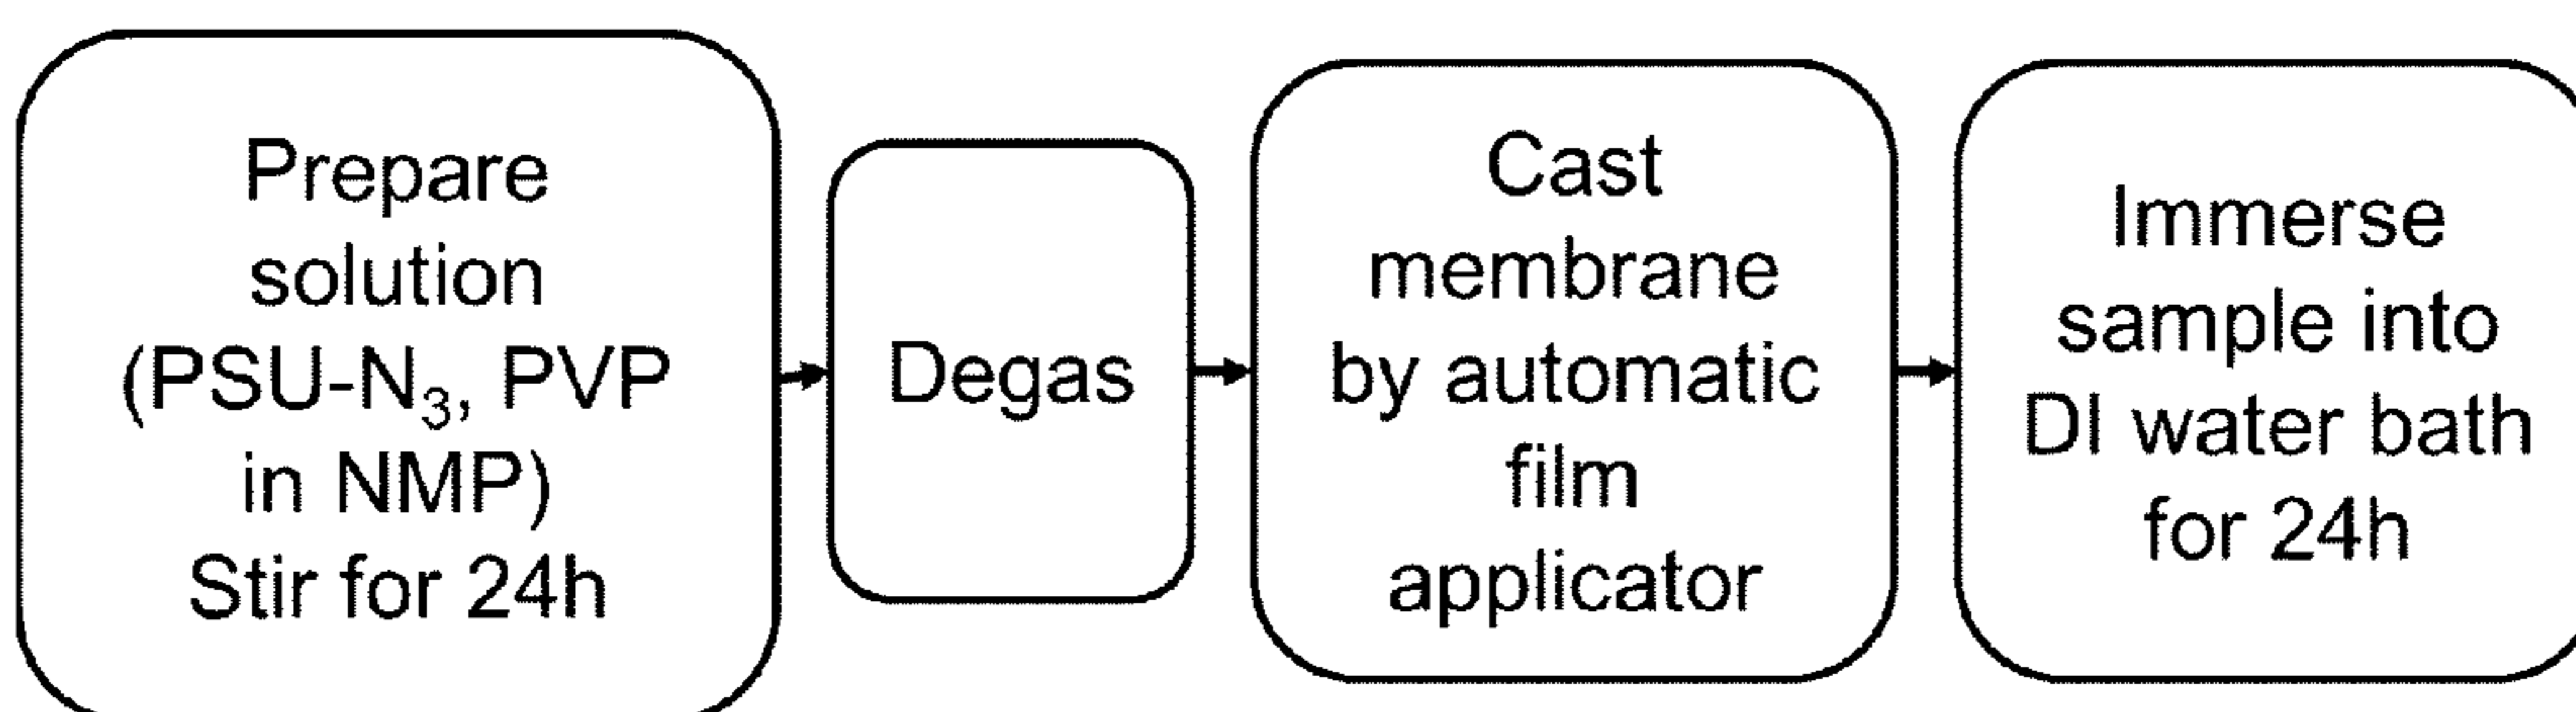 Prepare
solution
(PSU-N₃, PVP
in NMP)
Stir for 24h
Degas
Cast
membrane
by automatic
film
applicator
Immerse
sample into
DI water bath
for 24h